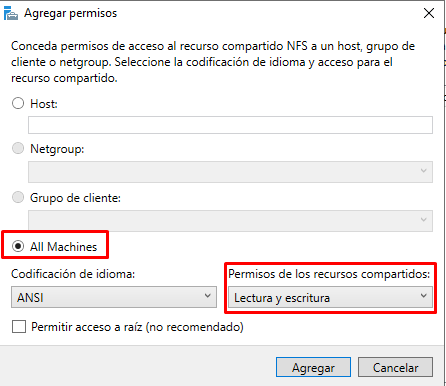 Agregar permisos
Conceda permisos de acceso al recurso compartido NFS a un host, grupo de
cliente o netgroup. Seleccione la codificación de idioma y acceso para el
recurso compartido.
Host:
Netgroup:
Grupo de cliente:
All Machines
Codificación de idioma:
Permisos de los recursos compartidos:
ANSI
Lectura y escritura
Permitir acceso a raíz (no recomendado)
Agregar
Cancelar